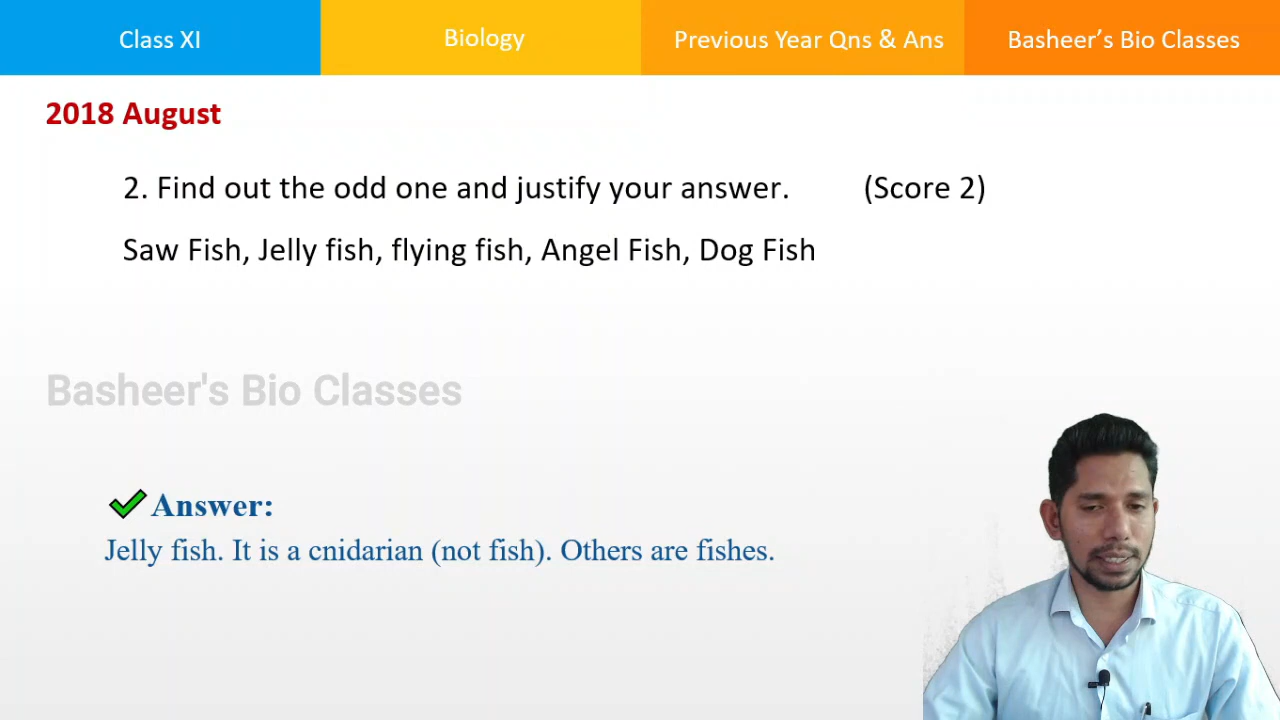 Class XI
Biology
Previous Year Qns & Ans
Basheer’s Bio Classes
2018 August
2. Find out the odd one and justify your answer. (Score 2)
Saw Fish, Jelly fish, flying fish, Angel Fish, Dog Fish
Basheer's Bio Classes
Answer:
Jelly fish. It is a cnidarian (not fish). Others are fishes.